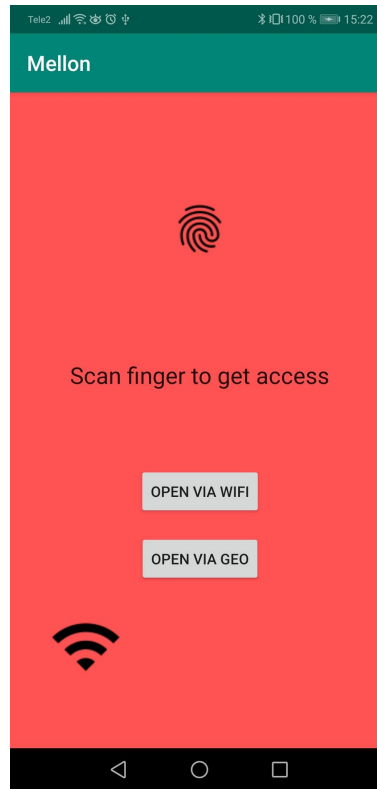 Tele2 100 % 15:22
Mellon
Scan finger to get access
OPEN VIA WIFI
OPEN VIA GEO